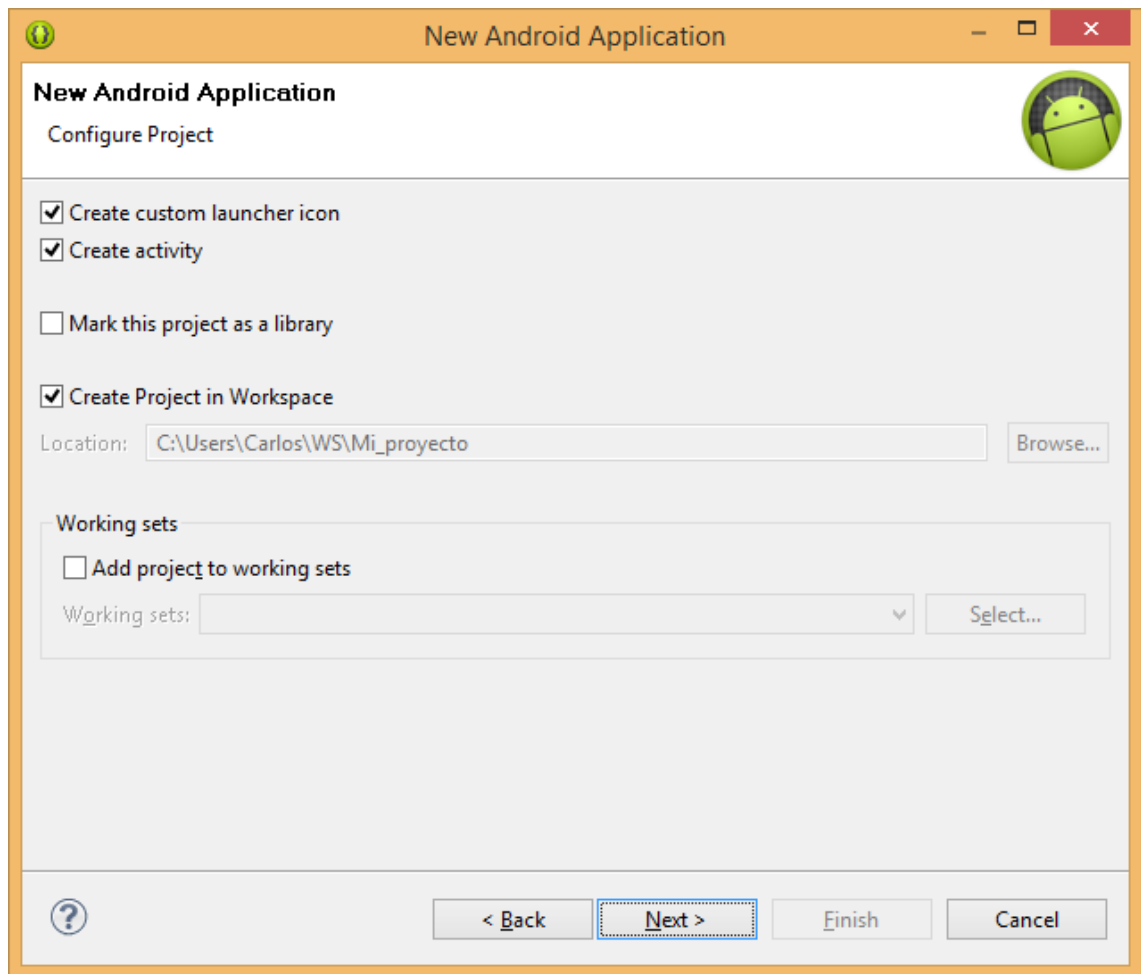 New Android Application
New Android Application
Configure Project
Create custom launcher icon
Create activity
Mark this project as a library
Create Project in Workspace
Location: C:\Users\Carlos\WS\Mi_proyecto Browse...
Working sets
Add project to working sets
Working sets: Select...
? < Back Next > Finish Cancel